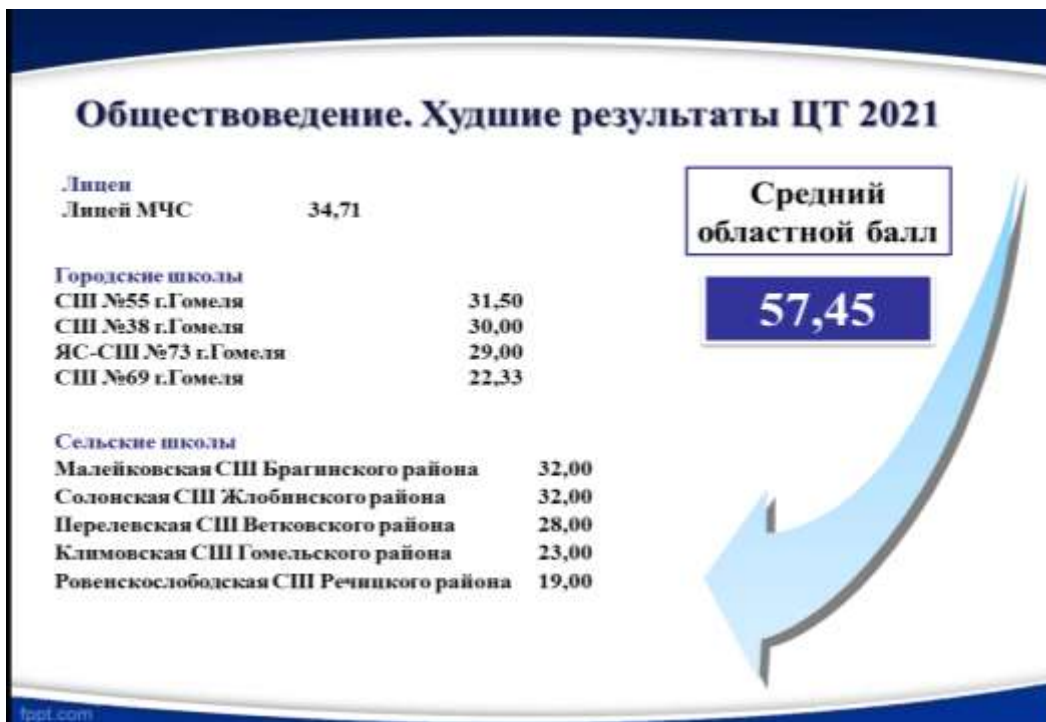 Обществоведение. Худшие результаты ЦТ 2021
Лицеи
Лицей МЧС 34,71
Городские школы
СШ №55 г.Гомеля 31,50
СШ №38 г.Гомеля 30,00
ЯС-СШ №73 г.Гомеля 29,00
СШ №69 г.Гомеля 22,33
Сельские школы
Малейковская СШ Брагинского района 32,00
Солонская СШ Жлобинского района 32,00
Перелевская СШ Ветковского района 28,00
Климовская СШ Гомельского района 23,00
Ровенскослободская СШ Речицкого района 19,00
Средний
областной балл
57,45
fppt.com